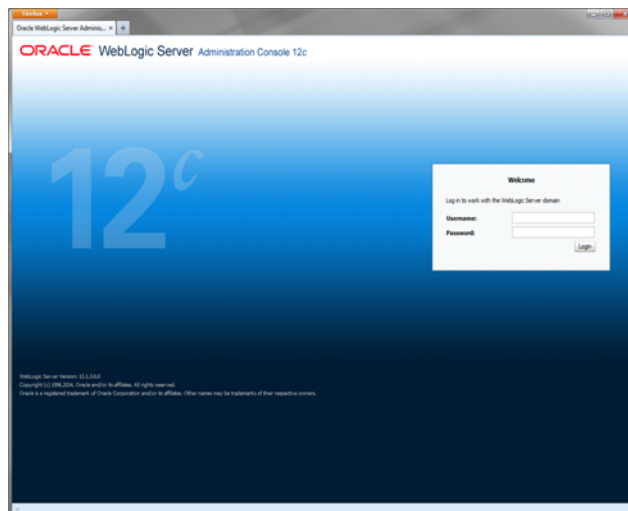 Firefox
Oracle WebLogic Server Adminis... × +
ORACLE WebLogic Server Administration Console 12c
12c
Welcome
Log in to work with the WebLogic Server domain
Username:
Password:
Login
WebLogic Server Version: 12.1.3.0.0
Copyright (c) 1996,2014, Oracle and/or its affiliates. All rights reserved.
Oracle is a registered trademark of Oracle Corporation and/or its affiliates. Other names may be trademarks of their respective owners.